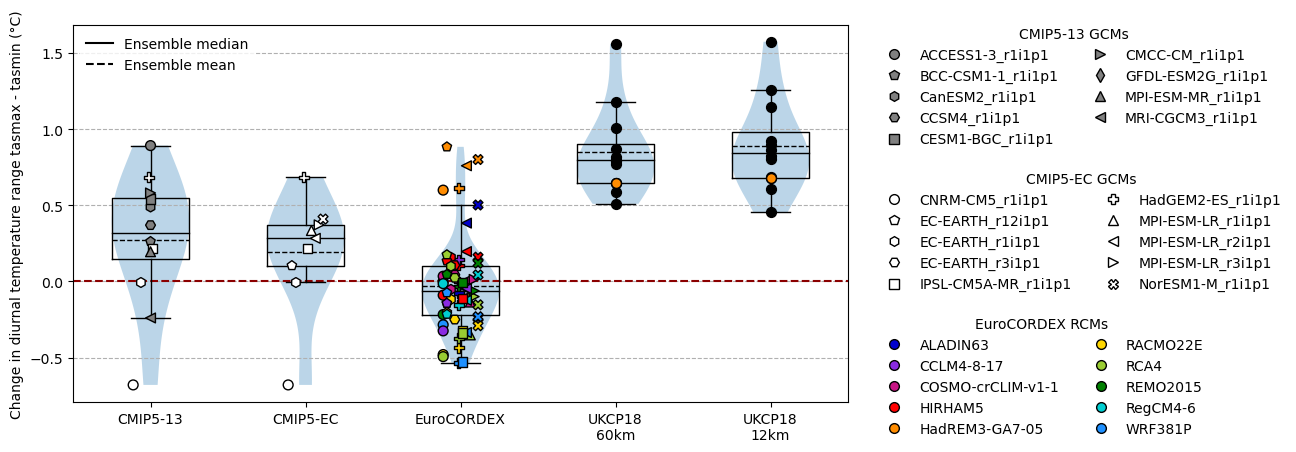 Change in diurnal temperature range tasmax - tasmin (°C)
1.5
1.0
0.5
0.0
−0.5
Ensemble median
Ensemble mean
CMIP5-13
CMIP5-EC
EuroCORDEX
UKCP18
60km
UKCP18
12km
CMIP5-13 GCMs
ACCESS1-3_r1i1p1
BCC-CSM1-1_r1i1p1
CanESM2_r1i1p1
CCSM4_r1i1p1
CESM1-BGC_r1i1p1
CMCC-CM_r1i1p1
GFDL-ESM2G_r1i1p1
MPI-ESM-MR_r1i1p1
MRI-CGCM3_r1i1p1
CMIP5-EC GCMs
CNRM-CM5_r1i1p1
EC-EARTH_r12i1p1
EC-EARTH_r1i1p1
EC-EARTH_r3i1p1
IPSL-CM5A-MR_r1i1p1
HadGEM2-ES_r1i1p1
MPI-ESM-LR_r1i1p1
MPI-ESM-LR_r2i1p1
MPI-ESM-LR_r3i1p1
NorESM1-M_r1i1p1
EuroCORDEX RCMs
ALADIN63
CCLM4-8-17
COSMO-crCLIM-v1-1
HIRHAM5
HadREM3-GA7-05
RACMO22E
RCA4
REMO2015
RegCM4-6
WRF381P